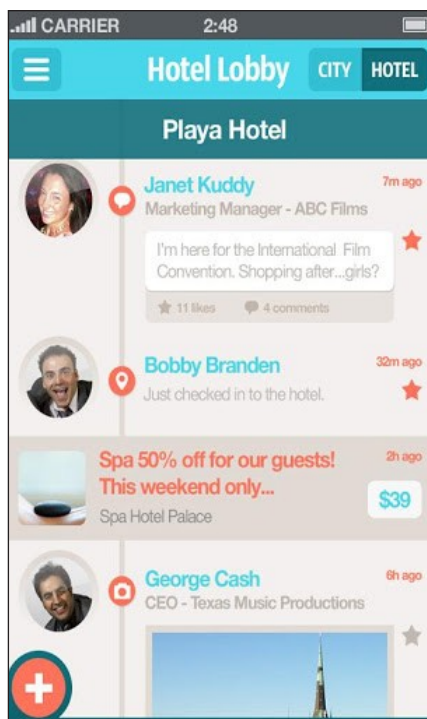 CARRIER 2:48
Hotel Lobby CITY HOTEL
Playa Hotel
Janet Kuddy 7m ago
Marketing Manager - ABC Films
I'm here for the International Film
Convention. Shopping after...girls?
11 likes 4 comments
Bobby Branden 32m ago
Just checked in to the hotel.
Spa 50% off for our guests! 2h ago
This weekend only...
$39
Spa Hotel Palace
George Cash 6h ago
CEO - Texas Music Productions